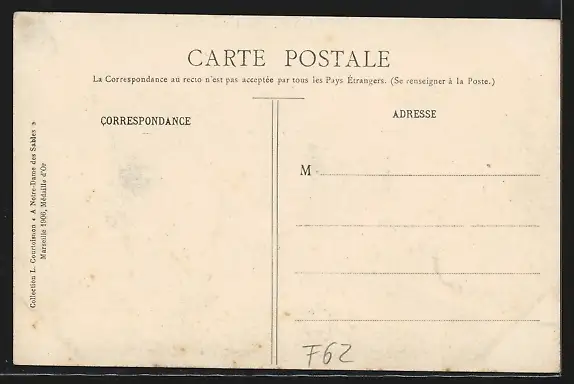 CARTE POSTALE
La Correspondance au recto n'est pas acceptée par tous les Pays Étrangers. (Se renseigner à la Poste.)
CORRESPONDANCE
ADRESSE
M
Collection L. Courtoisnon « A Notre-Dame des Sables »
Marseille 1906, Médaille d'Or
F62